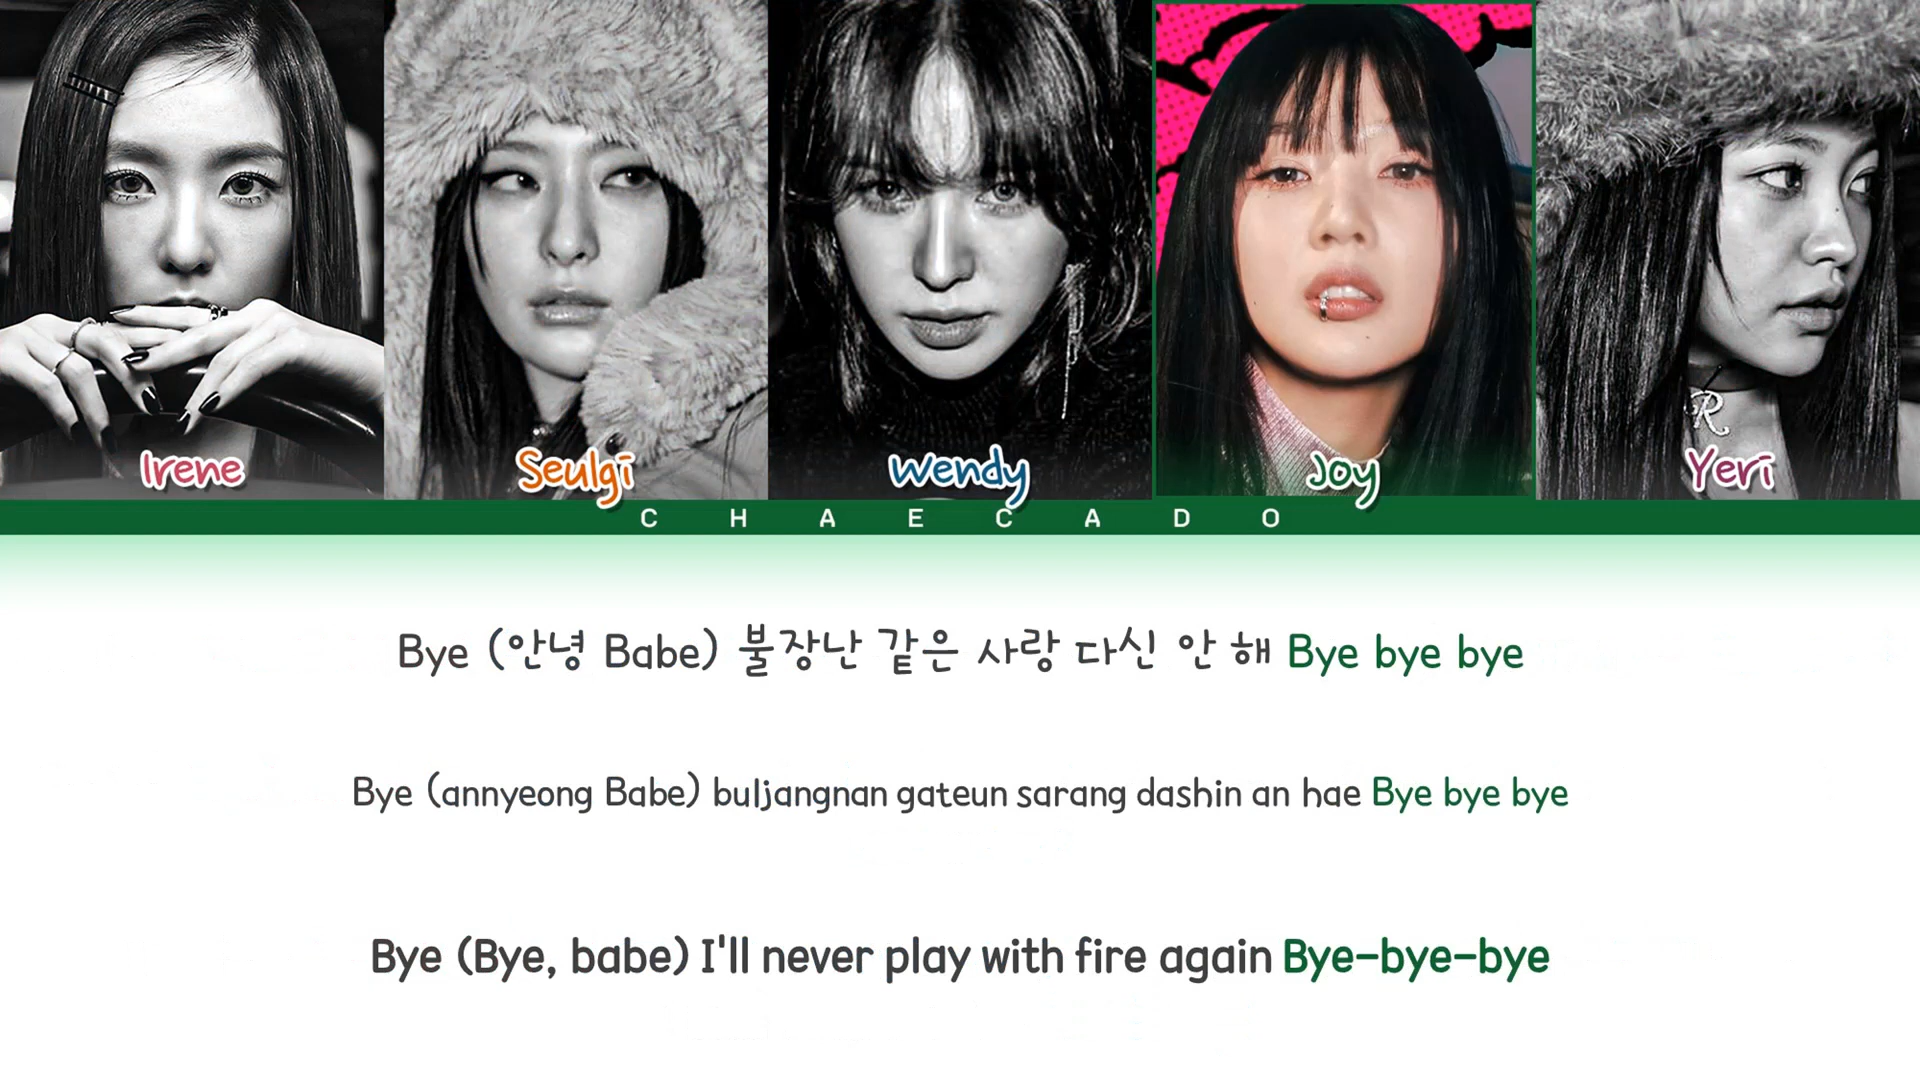 Irene
Seulgi
Wendy
Joy
Yeri
R
CHAECADO
Bye (안녕 Babe) 불장난 같은 사랑 다신 안 해 Bye bye bye
Bye (annyeong Babe) buljangnan gateun sarang dashin an hae Bye bye bye
Bye (Bye, babe) I'll never play with fire again Bye-bye-bye